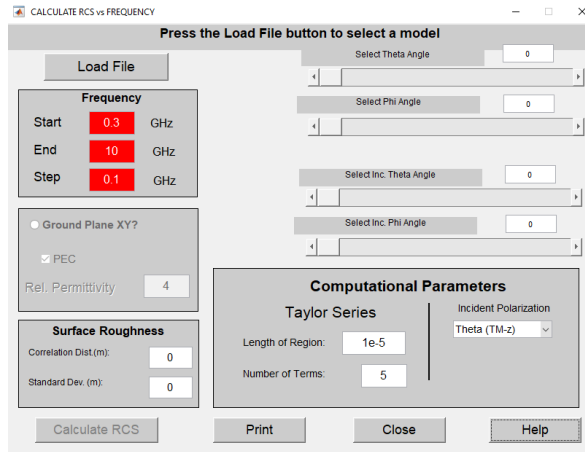 CALCULATE RCS vs FREQUENCY
Press the Load File button to select a model
Load File
Select Theta Angle
0
Select Phi Angle
0
Frequency
Start 0.3 GHz
End 10 GHz
Step 0.1 GHz
Select Inc. Theta Angle
0
Select Inc. Phi Angle
0
Ground Plane XY?
PEC
Rel. Permittivity 4
Computational Parameters
Taylor Series
Length of Region: 1e-5
Number of Terms: 5
Incident Polarization
Theta (TM-z)
Surface Roughness
Correlation Dist.(m): 0
Standard Dev. (m): 0
Calculate RCS
Print
Close
Help